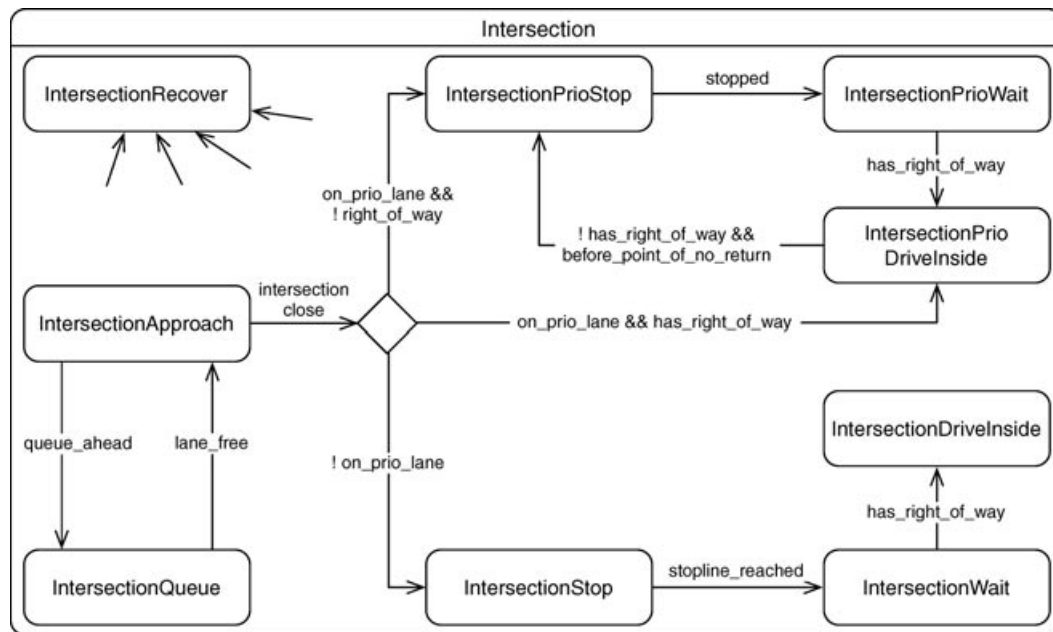 Intersection
IntersectionRecover
IntersectionPrioStop
stopped
IntersectionPrioWait
has_right_of_way
on_prio_lane &&
! right_of_way
! has_right_of_way &&
before_point_of_no_return
IntersectionPrio
DriveInside
IntersectionApproach
intersection
close
on_prio_lane && has_right_of_way
queue_ahead
lane_free
! on_prio_lane
IntersectionDriveInside
has_right_of_way
IntersectionQueue
IntersectionStop
stopline_reached
IntersectionWait